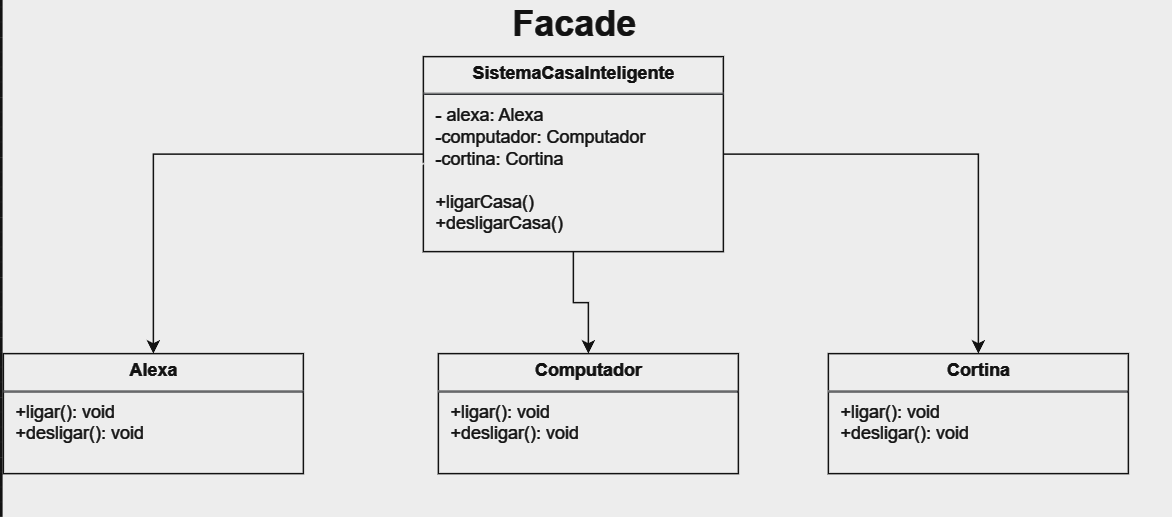 Facade
SistemaCasaInteligente
- alexa: Alexa
-computador: Computador
-cortina: Cortina
+ligarCasa()
+desligarCasa()
Alexa
+ligar(): void
+desligar(): void
Computador
+ligar(): void
+desligar(): void
Cortina
+ligar(): void
+desligar(): void